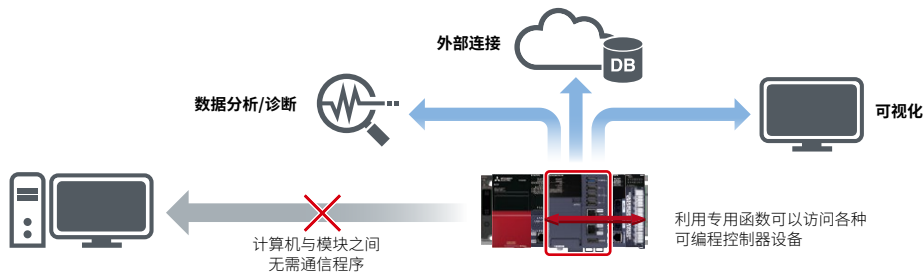 外部连接
DB
数据分析/诊断
可视化
计算机与模块之间
无需通信程序
利用专用函数可以访问各种
可编程控制器设备